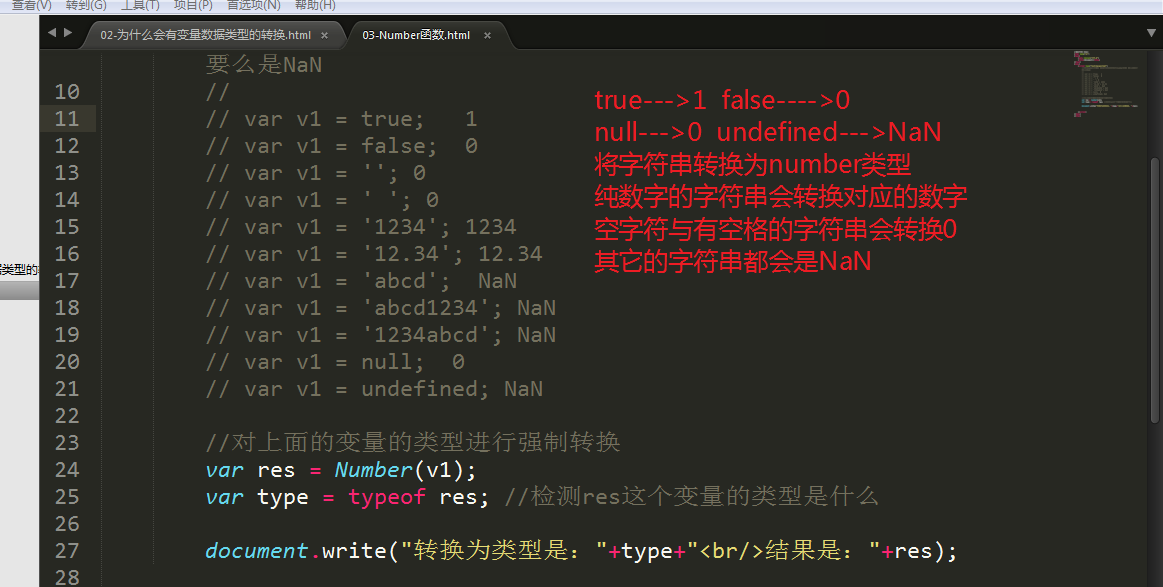 查看(V) 转到(G) 工具(T) 项目(P) 首选项(N) 帮助(H)
02-为什么会有变量数据类型的转换.html × 03-Number函数.html ×
要么是NaN
10 //
11 // var v1 = true; 1
12 // var v1 = false; 0
13 // var v1 = ''; 0
14 // var v1 = ' '; 0
15 // var v1 = '1234'; 1234
16 // var v1 = '12.34'; 12.34
17 // var v1 = 'abcd'; NaN
18 // var v1 = 'abcd1234'; NaN
19 // var v1 = '1234abcd'; NaN
20 // var v1 = null; 0
21 // var v1 = undefined; NaN
22
23 //对上面的变量的类型进行强制转换
24 var res = Number(v1);
25 var type = typeof res; //检测res这个变量的类型是什么
26
27 document.write("转换为类型是："+type+"<br/>结果是："+res);
28
true--->1 false---->0
null--->0 undefined--->NaN
将字符串转换为number类型
纯数字的字符串会转换对应的数字
空字符与有空格的字符串会转换0
其它的字符串都会是NaN
类型的